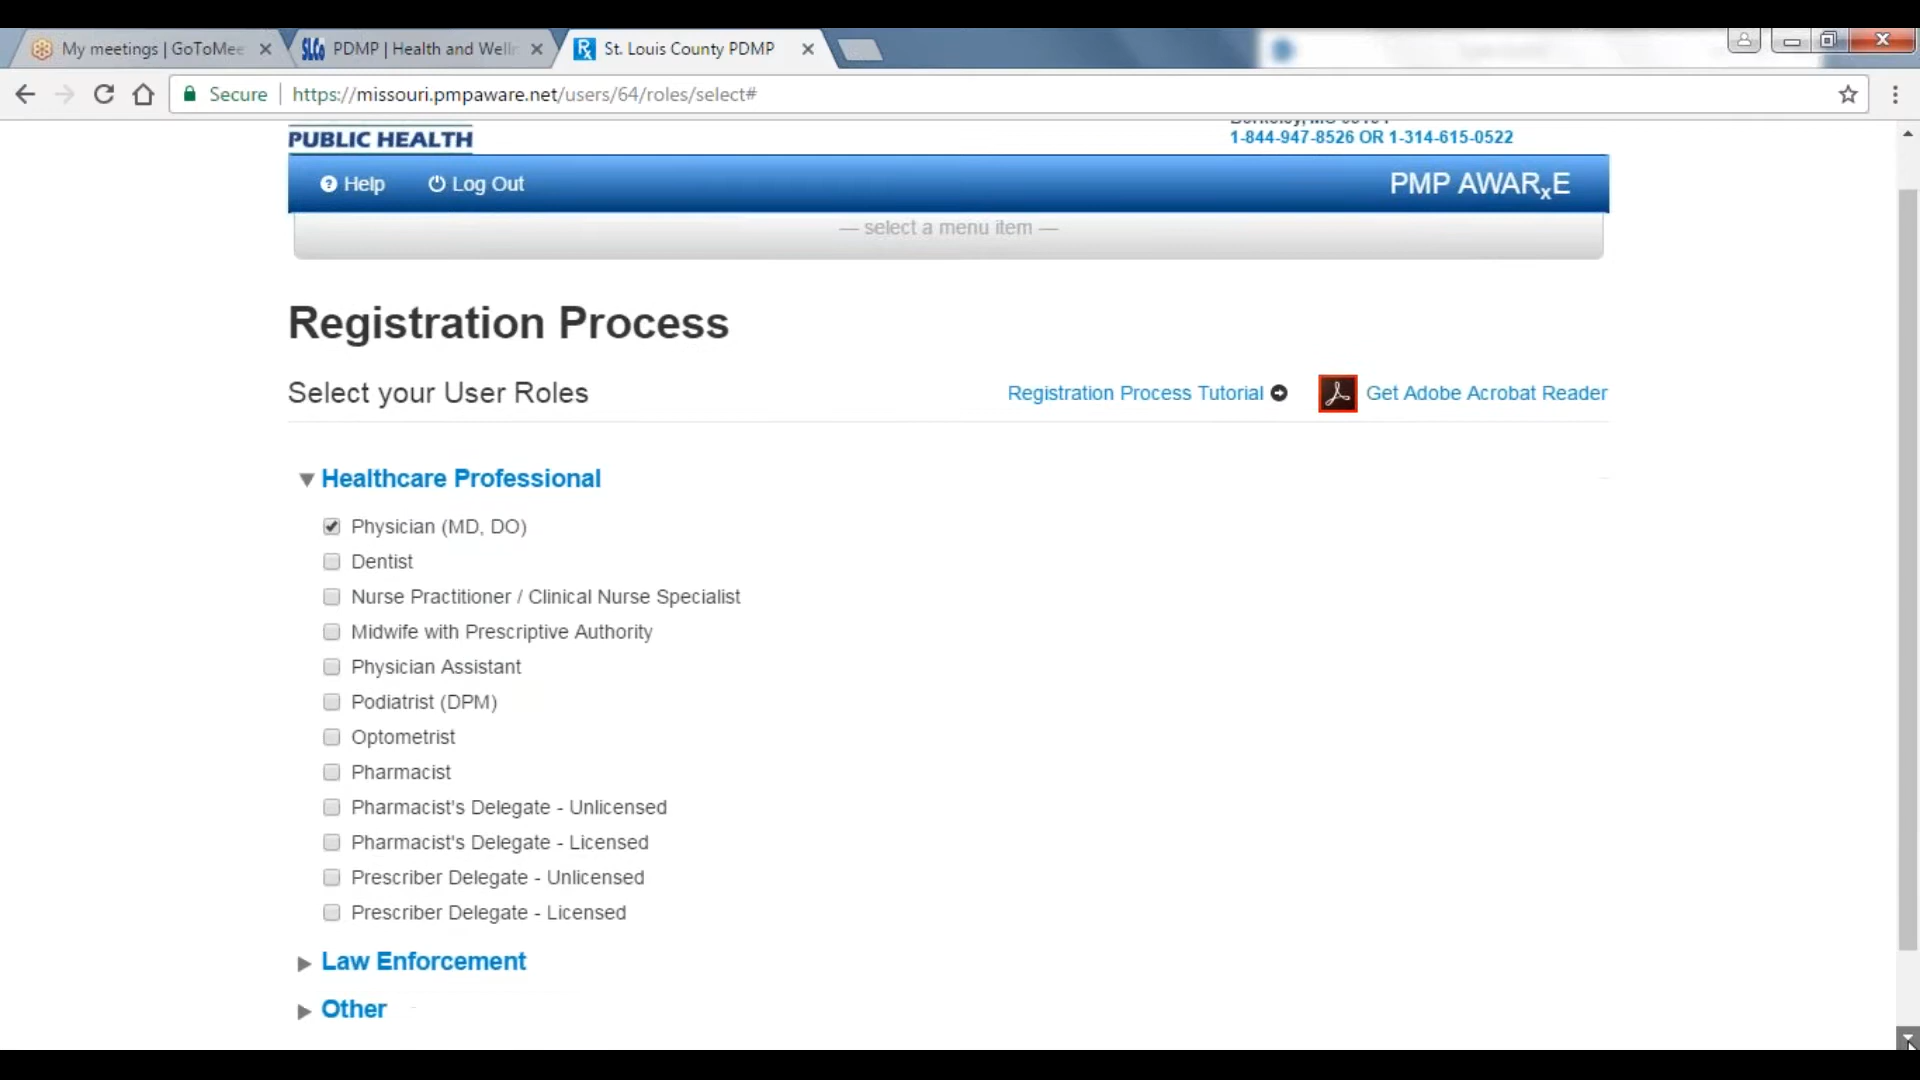 My meetings | GoToMee
SLCo PDMP | Health and Welln
Rx St. Louis County PDMP
Secure | https://missouri.pmpaware.net/users/64/roles/select#
PUBLIC HEALTH
1-844-947-8526 OR 1-314-615-0522
Help
Log Out
PMP AWARxE
— select a menu item —
Registration Process
Select your User Roles
Registration Process Tutorial
Get Adobe Acrobat Reader
Healthcare Professional
Physician (MD, DO)
Dentist
Nurse Practitioner / Clinical Nurse Specialist
Midwife with Prescriptive Authority
Physician Assistant
Podiatrist (DPM)
Optometrist
Pharmacist
Pharmacist's Delegate - Unlicensed
Pharmacist's Delegate - Licensed
Prescriber Delegate - Unlicensed
Prescriber Delegate - Licensed
Law Enforcement
Other